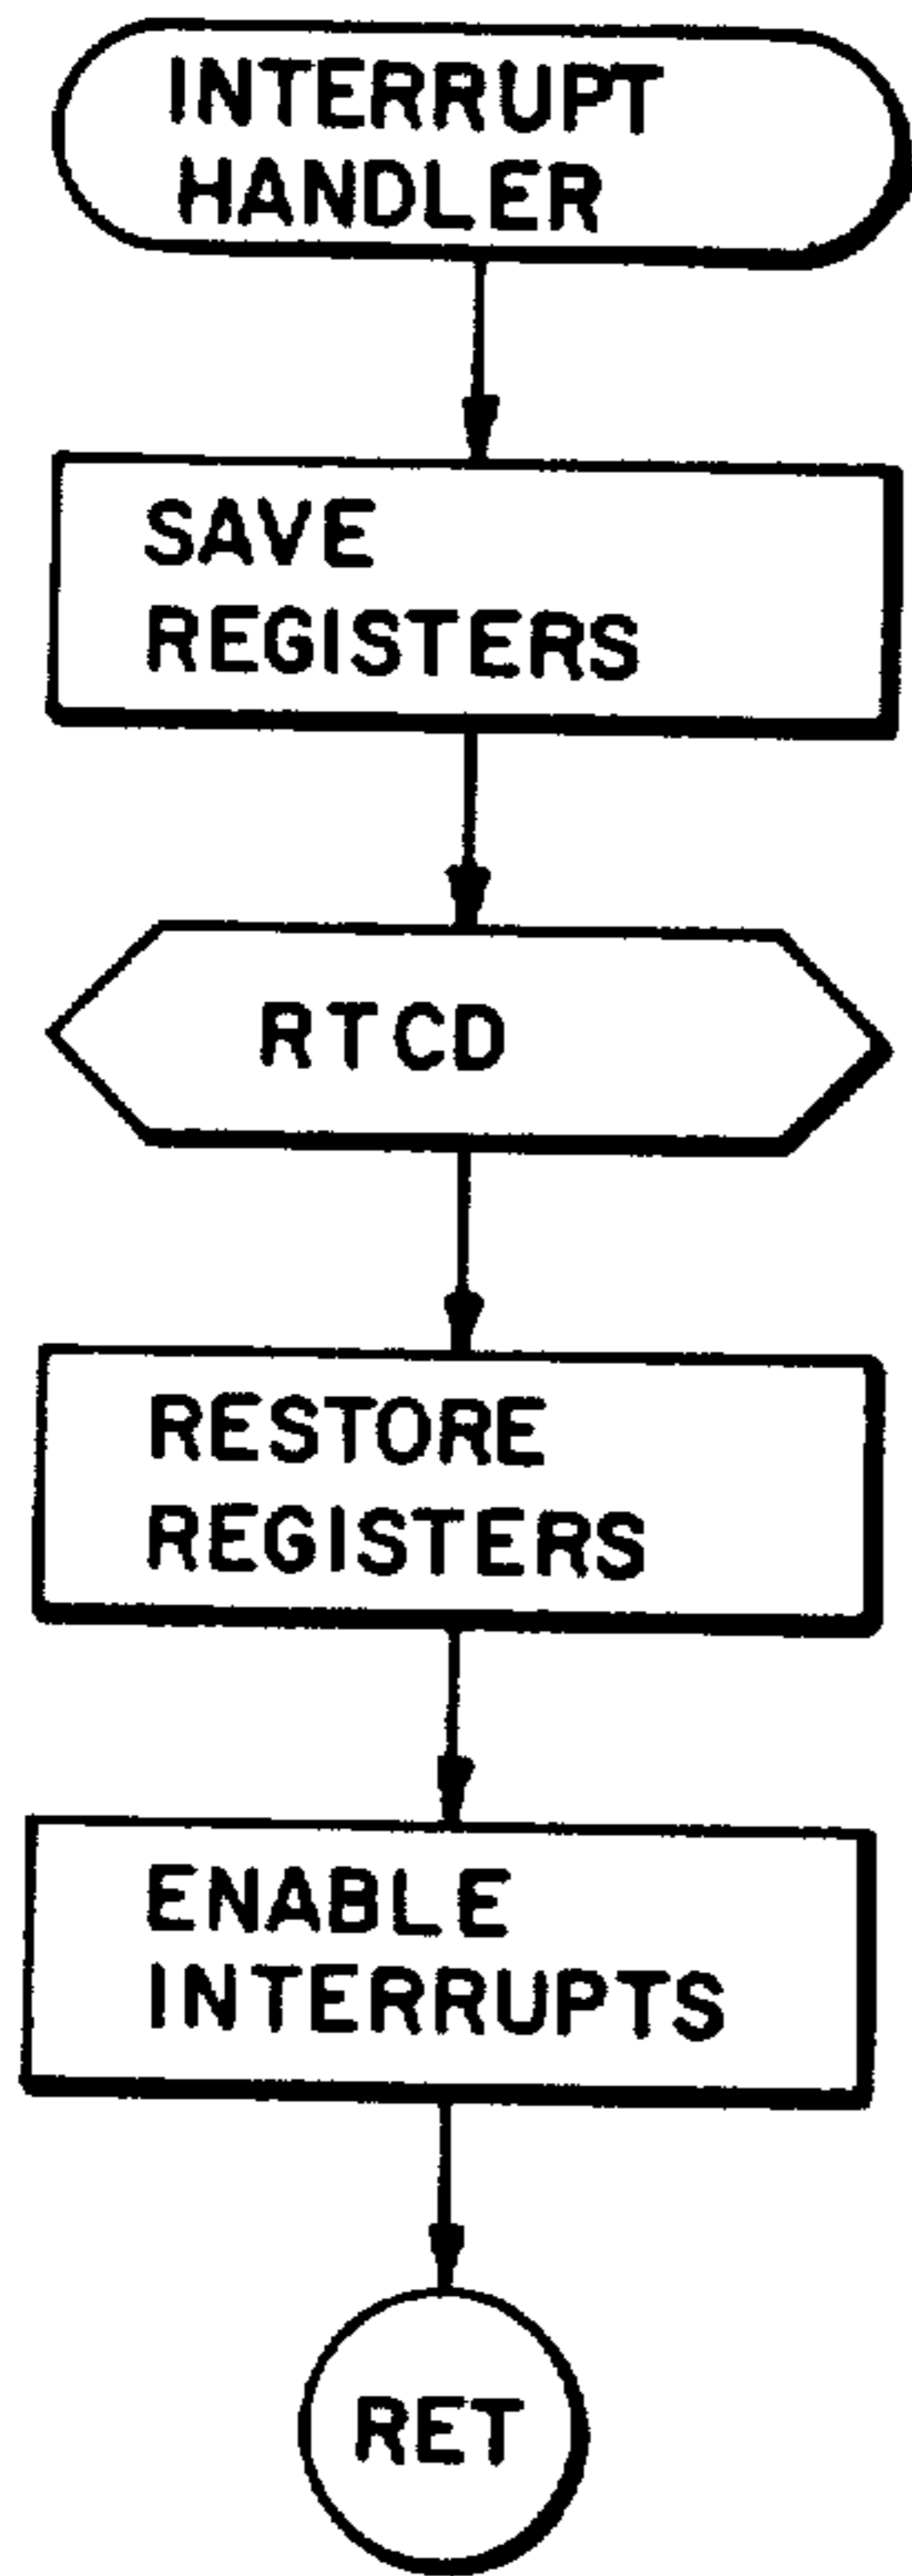 INTERRUPT
HANDLER
SAVE
REGISTERS
RTCD
RESTORE
REGISTERS
ENABLE
INTERRUPTS
RET